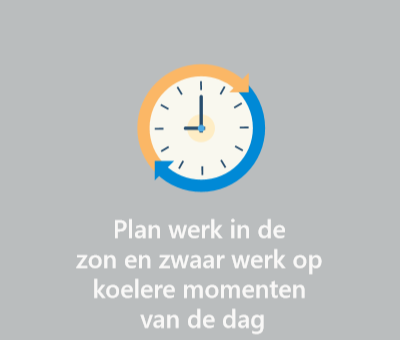 Plan werk in de
zon en zwaar werk op
koelere momenten
van de dag